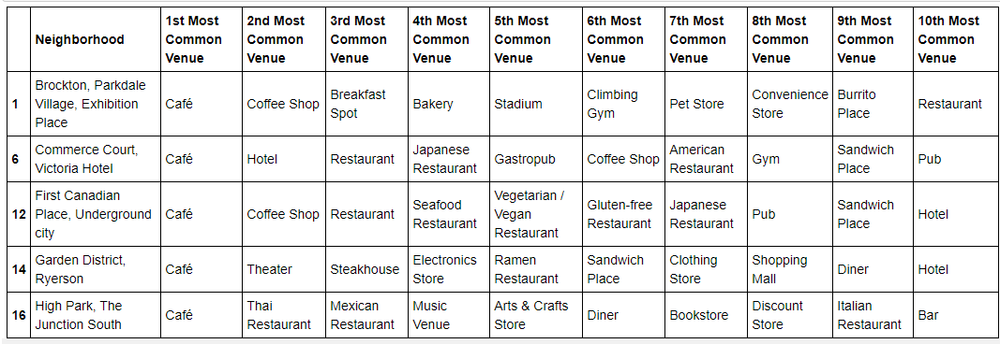 Neighborhood 1st Most Common Venue 2nd Most Common Venue 3rd Most Common Venue 4th Most Common Venue 5th Most Common Venue 6th Most Common Venue 7th Most Common Venue 8th Most Common Venue 9th Most Common Venue 10th Most Common Venue
1 Brockton, Parkdale Village, Exhibition Place Café Coffee Shop Breakfast Spot Bakery Stadium Climbing Gym Pet Store Convenience Store Burrito Place Restaurant
6 Commerce Court, Victoria Hotel Café Hotel Restaurant Japanese Restaurant Gastropub Coffee Shop American Restaurant Gym Sandwich Place Pub
12 First Canadian Place, Underground city Café Coffee Shop Restaurant Seafood Restaurant Vegetarian / Vegan Restaurant Gluten-free Restaurant Japanese Restaurant Pub Sandwich Place Hotel
14 Garden District, Ryerson Café Theater Steakhouse Electronics Store Ramen Restaurant Sandwich Place Clothing Store Shopping Mall Diner Hotel
16 High Park, The Junction South Café Thai Restaurant Mexican Restaurant Music Venue Arts & Crafts Store Diner Bookstore Discount Store Italian Restaurant Bar